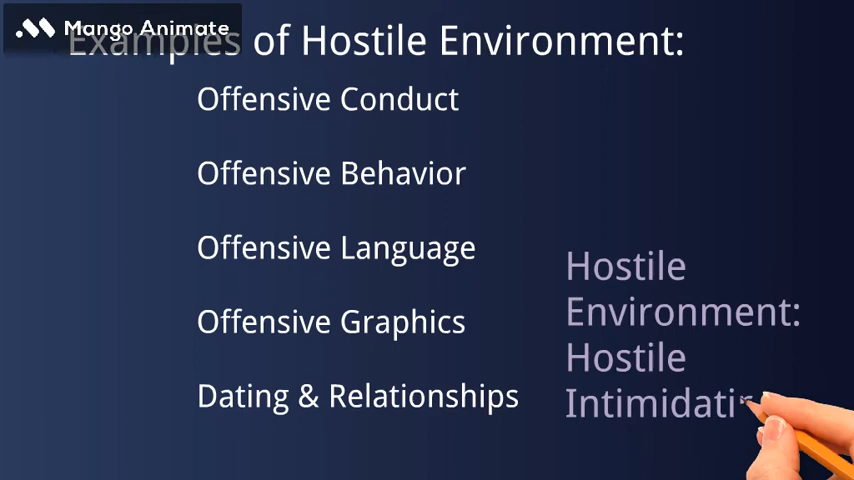 Mango Animate
Examples of Hostile Environment:
Offensive Conduct
Offensive Behavior
Offensive Language
Offensive Graphics
Dating & Relationships
Hostile
Environment:
Hostile